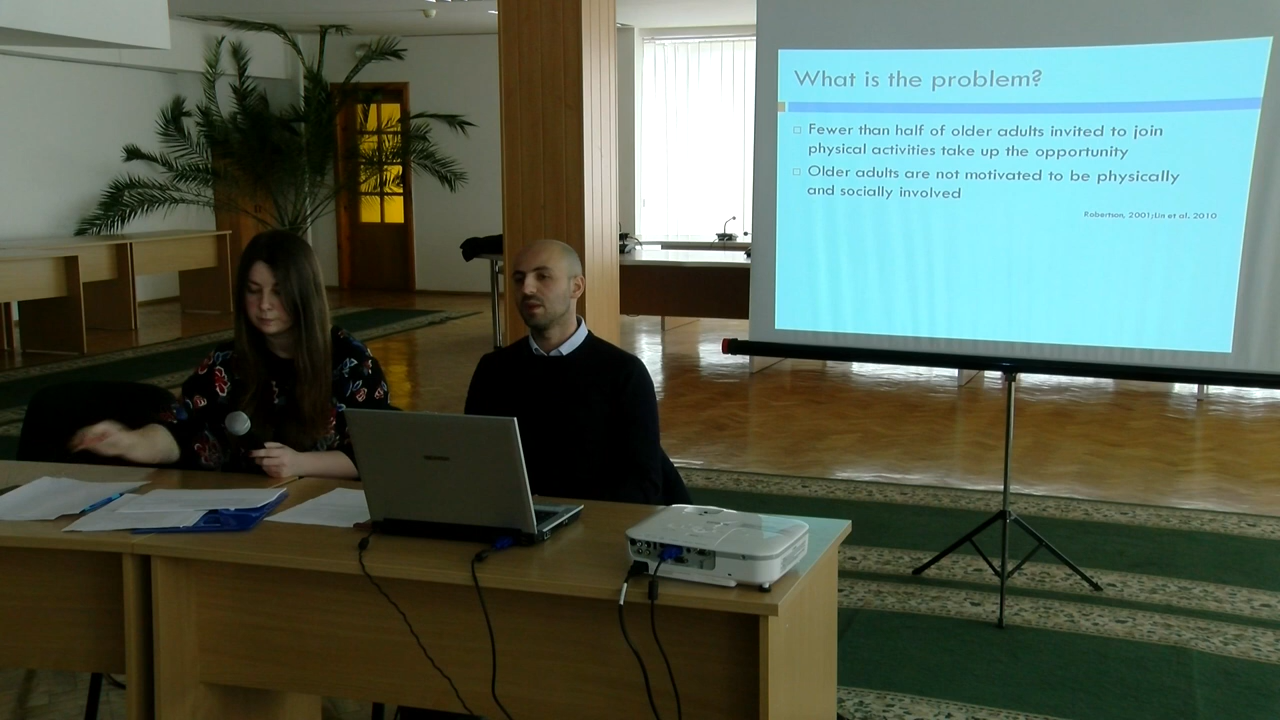 What is the problem?
□ Fewer than half of older adults invited to join
physical activities take up the opportunity
□ Older adults are not motivated to be physically
and socially involved
Robertson, 2001;Lin et al. 2010